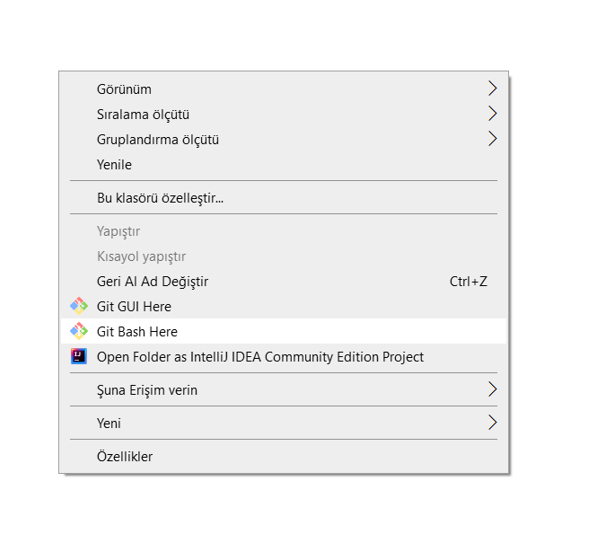 Görünüm
Sıralama ölçütü
Gruplandırma ölçütü
Yenile
Bu klasörü özelleştir...
Yapıştır
Kısayol yapıştır
Geri Al Ad Değiştir Ctrl+Z
Git GUI Here
Git Bash Here
Open Folder as IntelliJ IDEA Community Edition Project
Şuna Erişim verin
Yeni
Özellikler